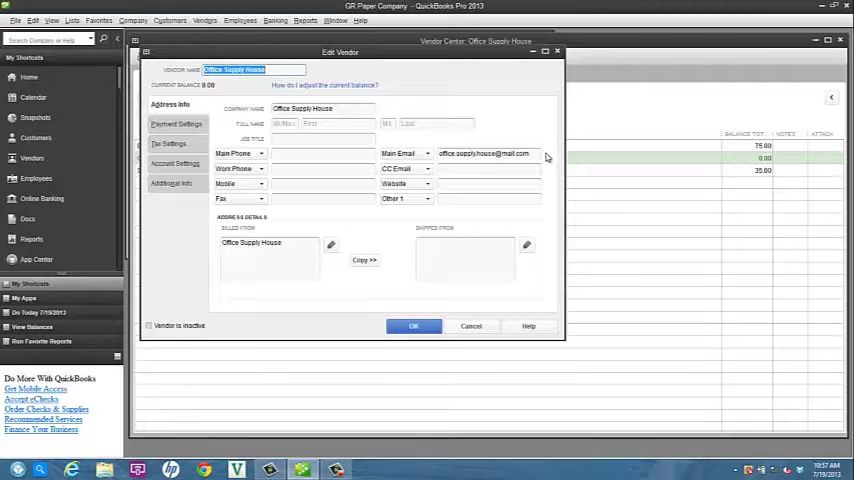 GR Paper Company - QuickBooks Pro 2013
File Edit View Lists Favorites Company Customers Vendors Employees Banking Reports Window Help
Search Company or Help
My Shortcuts
Home
Calendar
Snapshots
Customers
Vendors
Employees
Online Banking
Docs
Reports
App Center
My Shortcuts
My Apps
Do Today 7/19/2013
View Balances
Run Favorite Reports
Do More With QuickBooks
Get Mobile Access
Accept eChecks
Order Checks & Supplies
Recommended Services
Finance Your Business
Vendor Center: Office Supply House
Edit Vendor
VENDOR NAME Office Supply House
CURRENT BALANCE 0.00 How do I adjust the current balance?
Address Info
Payment Settings
Tax Settings
Account Settings
Additional Info
COMPANY NAME Office Supply House
FULL NAME Mr./Ms./ First M.I. Last
JOB TITLE
Main Phone Main Email office.supply.house@mail.com
Work Phone CC Email
Mobile Website
Fax Other 1
ADDRESS DETAILS
BILLED FROM SHIPPED FROM
Office Supply House
Copy >>
Vendor is inactive
OK Cancel Help
BALANCE TOT... NOTES ATTACH
75.00
0.00
35.00
10:57 AM
7/19/2013